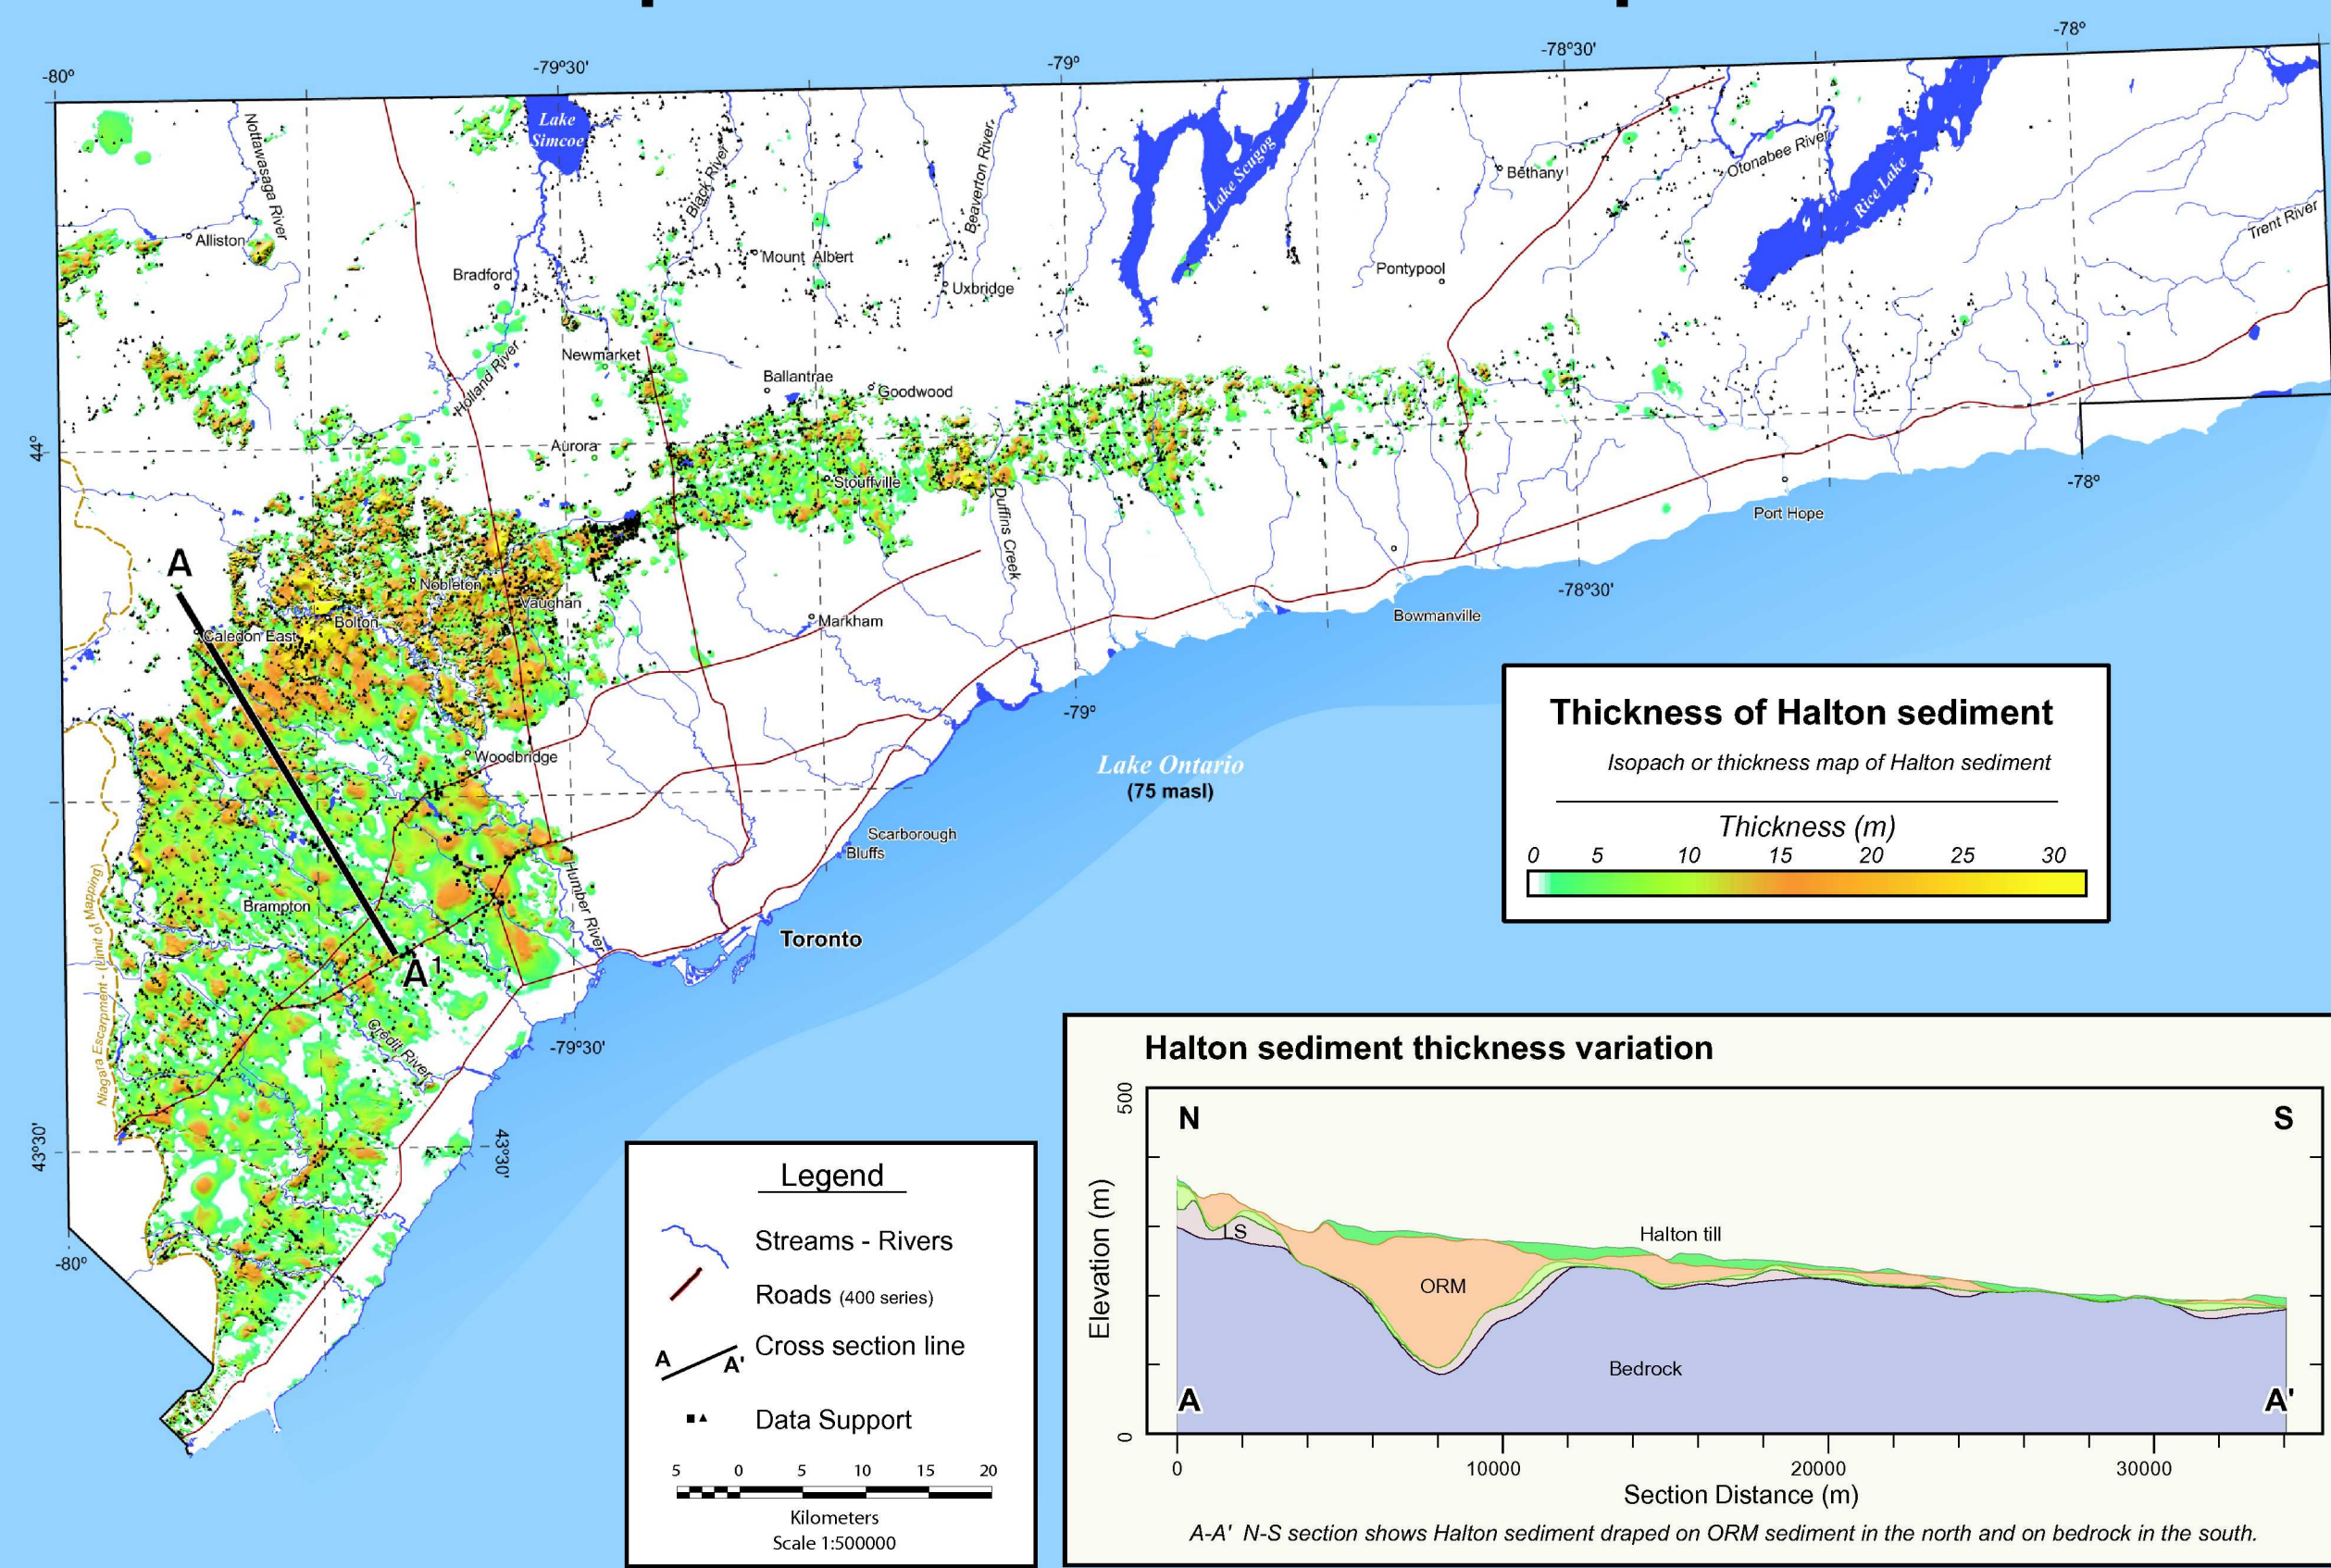 -80º
-79º30'
-79º
-78º30'
-78º
Lake
Simcoe
Nottawasaga River
Black River
Beaverton River
Lake Scugog
Bethany
Otonabee River
Rice Lake
Trent River
Alliston
Bradford
Mount Albert
Uxbridge
Pontypool
Holland River
Newmarket
Ballantrae
Goodwood
44º
Aurora
Stouffville
Duffins Creek
-78º
Port Hope
A
Nobleton
Vaughan
Bolton
Caledon East
Markham
Bowmanville
-78º30'
-79º
Woodbridge
Lake Ontario
(75 masl)
Scarborough
Bluffs
Brampton
Humber River
Toronto
A1
Niagara Escarpment - (Limit of Mapping)
Credit River
-79º30'
43º30'
43º30'
-80º
Thickness of Halton sediment
Isopach or thickness map of Halton sediment
Thickness (m)
0 5 10 15 20 25 30
Legend
Streams - Rivers
Roads (400 series)
A A' Cross section line
Data Support
5 0 5 10 15 20
Kilometers
Scale 1:500000
Halton sediment thickness variation
500
N S
LS
Halton till
ORM
Elevation (m)
Bedrock
A A'
0
0 10000 20000 30000
Section Distance (m)
A-A' N-S section shows Halton sediment draped on ORM sediment in the north and on bedrock in the south.